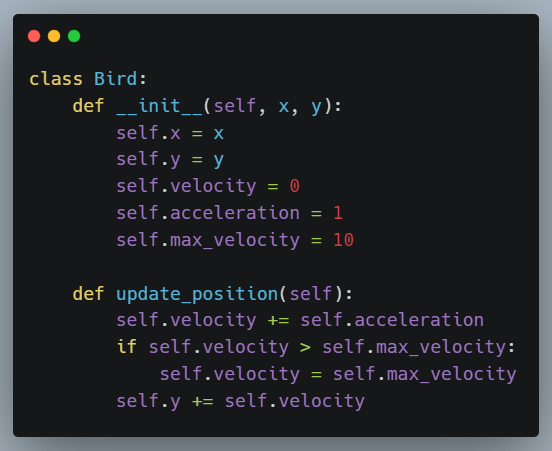 class Bird:
    def __init__(self, x, y):
        self.x = x
        self.y = y
        self.velocity = 0
        self.acceleration = 1
        self.max_velocity = 10

    def update_position(self):
        self.velocity += self.acceleration
        if self.velocity > self.max_velocity:
            self.velocity = self.max_velocity
        self.y += self.velocity